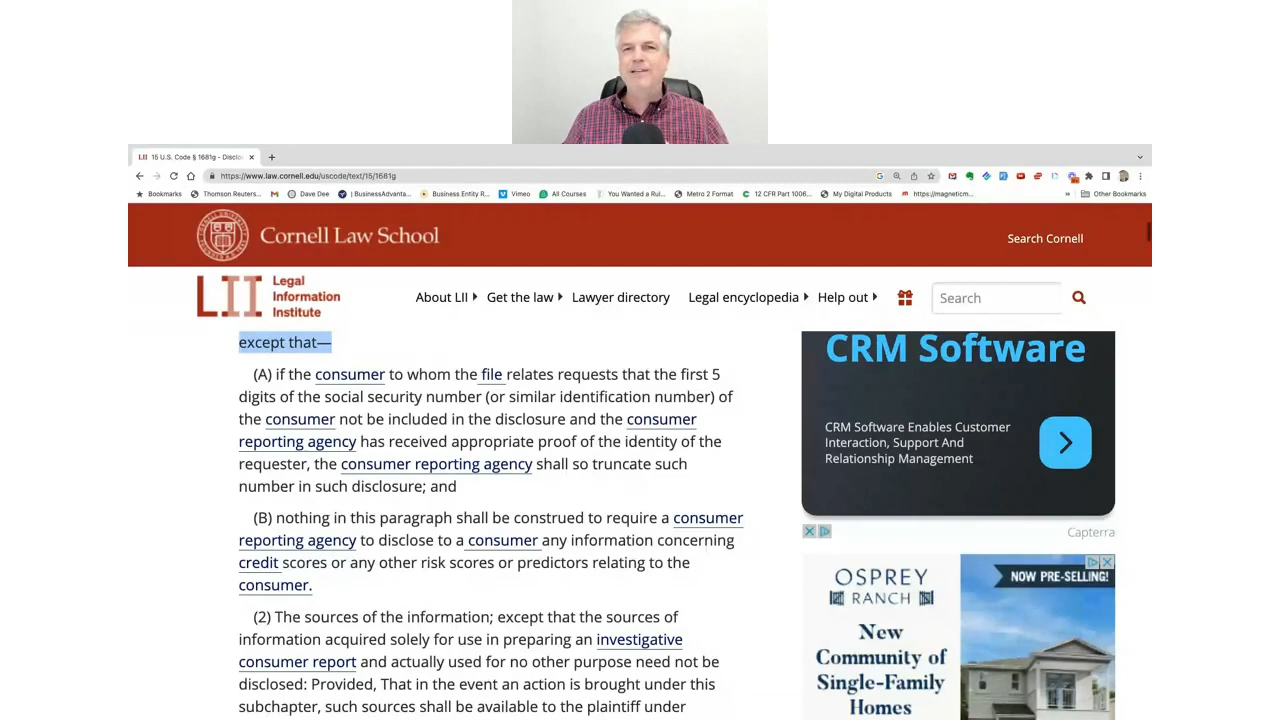 LII 15 U.S. Code § 1681g - Disclo
https://www.law.cornell.edu/uscode/text/15/1681g
Bookmarks Thomson Reuters... Dave Dee | BusinessAdvanta... Business Entity R... Vimeo All Courses You Wanted a Rul... Metro 2 Format 12 CFR Part 1006... My Digital Products https://magneticm... » Other Bookmarks
Cornell Law School
Search Cornell
LII
Legal
Information
Institute
About LII Get the law Lawyer directory Legal encyclopedia Help out Search
except that—
(A) if the consumer to whom the file relates requests that the first 5
digits of the social security number (or similar identification number) of
the consumer not be included in the disclosure and the consumer
reporting agency has received appropriate proof of the identity of the
requester, the consumer reporting agency shall so truncate such
number in such disclosure; and
(B) nothing in this paragraph shall be construed to require a consumer
reporting agency to disclose to a consumer any information concerning
credit scores or any other risk scores or predictors relating to the
consumer.
(2) The sources of the information; except that the sources of
information acquired solely for use in preparing an investigative
consumer report and actually used for no other purpose need not be
disclosed: Provided, That in the event an action is brought under this
subchapter, such sources shall be available to the plaintiff under
CRM Software
CRM Software Enables Customer
Interaction, Support And
Relationship Management
Capterra
OSPREY
RANCH
NOW PRE-SELLING!
New
Community of
Single-Family
Homes